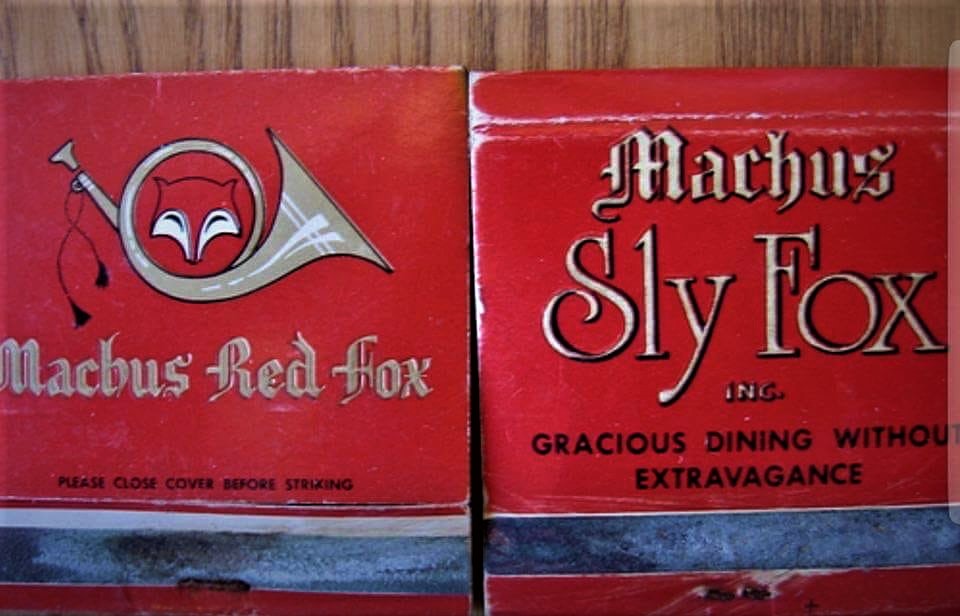 Machus Red Fox
PLEASE CLOSE COVER BEFORE STRIKING
Machus
Sly Fox
INC.
GRACIOUS DINING WITHOUT
EXTRAVAGANCE